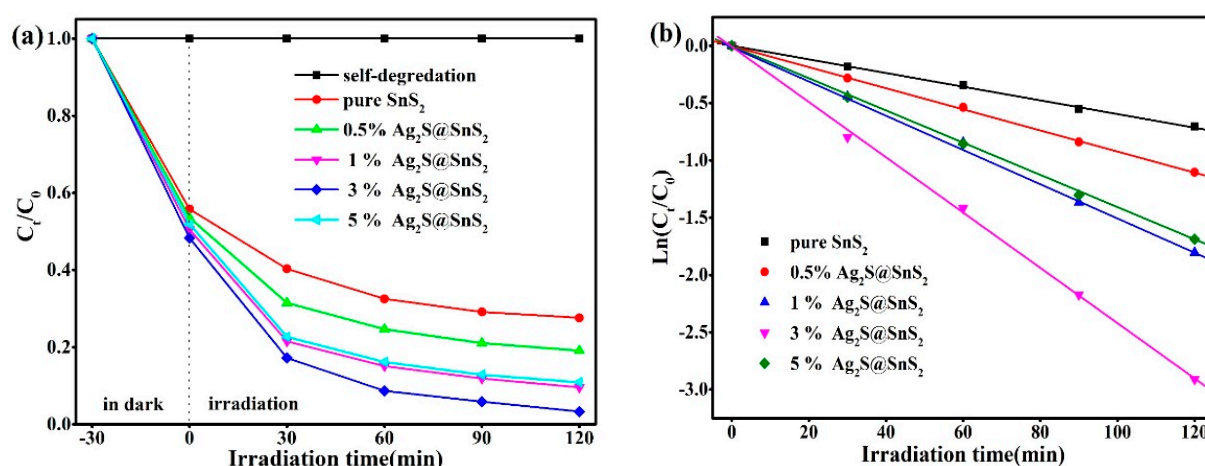 (a)
1.0
0.8
0.6
0.4
0.2
0.0
C_t/C_0
self-degredation
pure SnS₂
0.5% Ag₂S@SnS₂
1 % Ag₂S@SnS₂
3 % Ag₂S@SnS₂
5 % Ag₂S@SnS₂
in dark
irradiation
-30 0 30 60 90 120
Irradiation time(min)
(b)
0.0
-0.5
-1.0
-1.5
-2.0
-2.5
-3.0
Ln(C_t/C_0)
pure SnS₂
0.5% Ag₂S@SnS₂
1 % Ag₂S@SnS₂
3 % Ag₂S@SnS₂
5 % Ag₂S@SnS₂
0 20 40 60 80 100 120
Irradiation time(min)